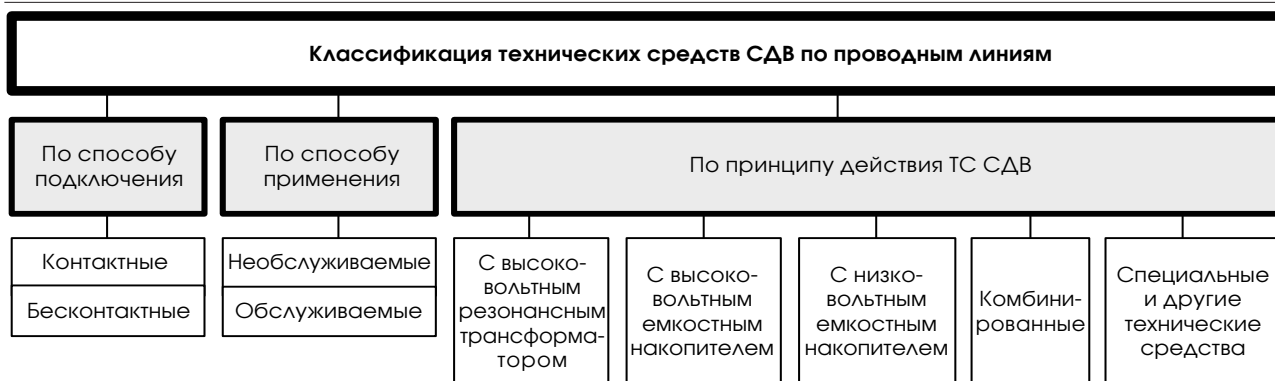 Классификация технических средств СДВ по проводным линиям
По способу
подключения
По способу
применения
По принципу действия ТС СДВ
Контактные
Бесконтактные
Необслуживаемые
Обслуживаемые
С высоко-
вольтным
резонансным
трансформа-
тором
С высоко-
вольтным
емкостным
накопителем
С низко-
вольтным
емкостным
накопителем
Комбини-
рованные
Специальные
и другие
технические
средства